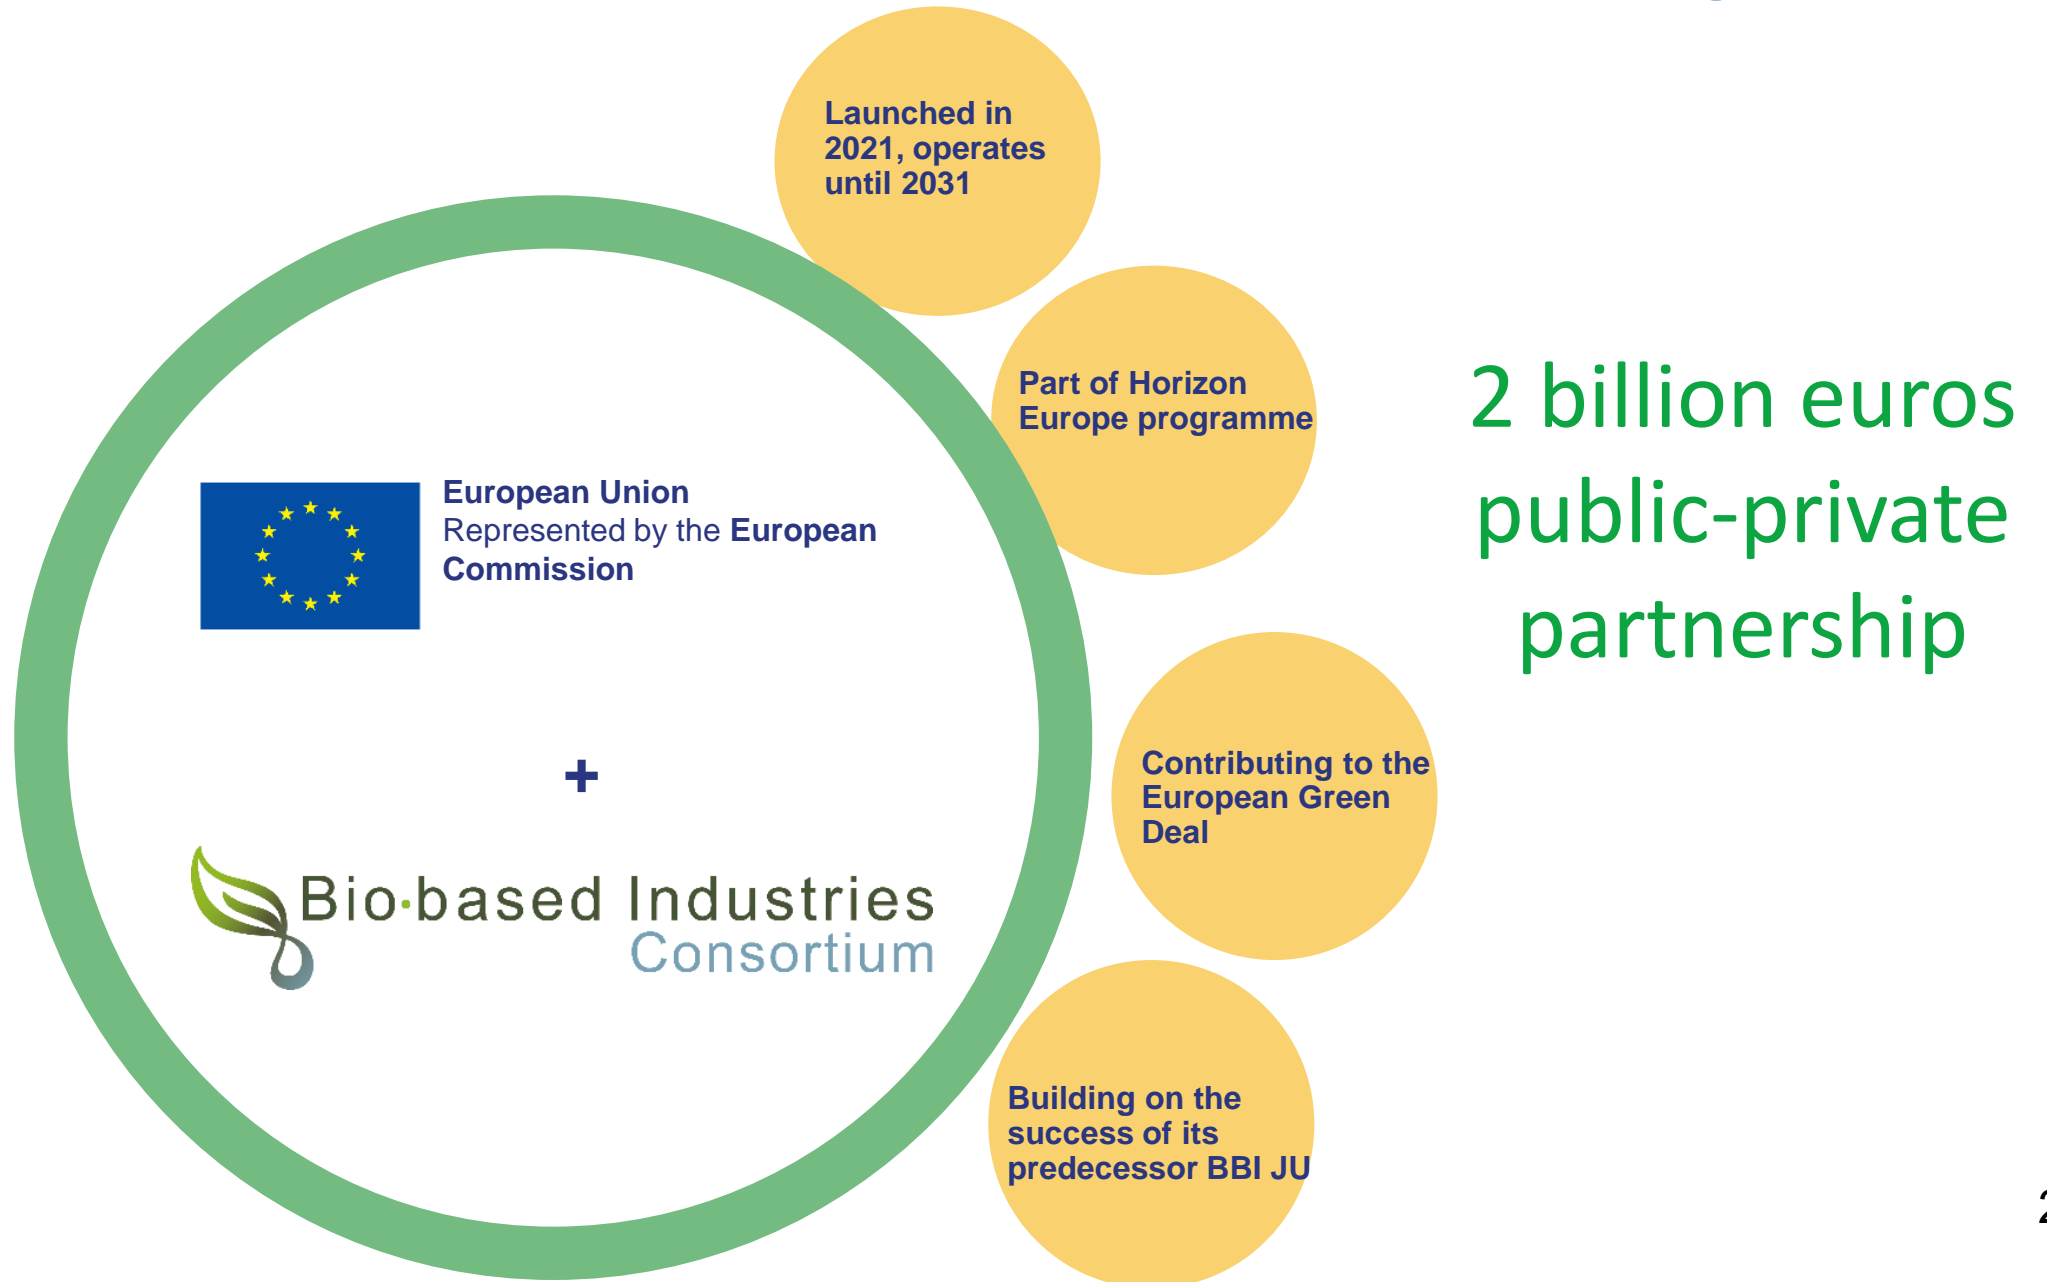 Launched in
2021, operates
until 2031
Part of Horizon
Europe programme
2 billion euros
public-private
partnership
European Union
Represented by the European
Commission
+
Contributing to the
European Green
Deal
Bio·based Industries
Consortium
Building on the
success of its
predecessor BBI JU